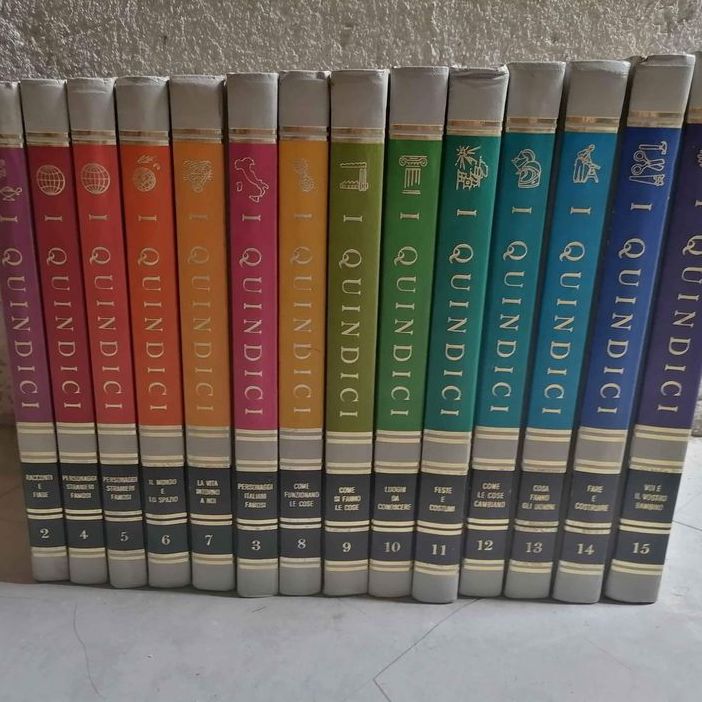 I QUINDICI
RACCONTI
E
FIABE
2
I QUINDICI
PERSONAGGI
STRANIERI
FAMOSI
4
I QUINDICI
PERSONAGGI
STRANIERI
FAMOSI
5
I QUINDICI
IL MONDO
E
LO SPAZIO
6
I QUINDICI
LA VITA
INTORNO
A NOI
7
I QUINDICI
PERSONAGGI
ITALIANI
FAMOSI
3
I QUINDICI
COME
FUNZIONANO
LE COSE
8
I QUINDICI
COME
SI FANNO
LE COSE
9
I QUINDICI
LUOGHI
DA
CONOSCERE
10
I QUINDICI
FESTE
E
COSTUMI
11
I QUINDICI
COME
LE COSE
CAMBIANO
12
I QUINDICI
COSA
FANNO
GLI UOMINI
13
I QUINDICI
FARE
E
COSTRUIRE
14
I QUINDICI
VOI E
IL VOSTRO
BAMBINO
15